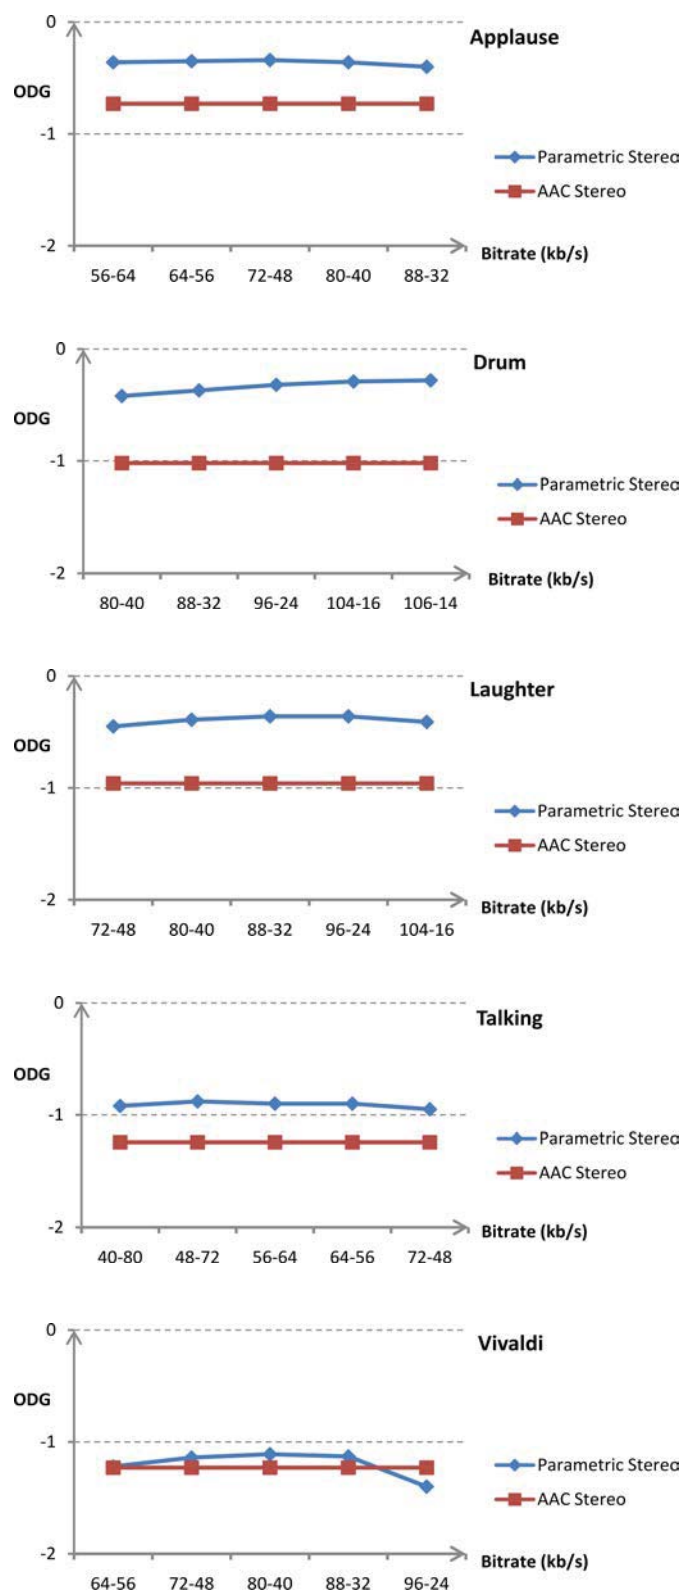 0
Applause
ODG
-1
Parametric Stereo
AAC Stereo
-2
Bitrate (kb/s)
56-64 64-56 72-48 80-40 88-32
0
Drum
ODG
-1
Parametric Stereo
AAC Stereo
-2
Bitrate (kb/s)
80-40 88-32 96-24 104-16 106-14
0
Laughter
ODG
-1
Parametric Stereo
AAC Stereo
-2
Bitrate (kb/s)
72-48 80-40 88-32 96-24 104-16
0
Talking
ODG
-1
Parametric Stereo
AAC Stereo
-2
Bitrate (kb/s)
40-80 48-72 56-64 64-56 72-48
0
Vivaldi
ODG
-1
Parametric Stereo
AAC Stereo
-2
Bitrate (kb/s)
64-56 72-48 80-40 88-32 96-24